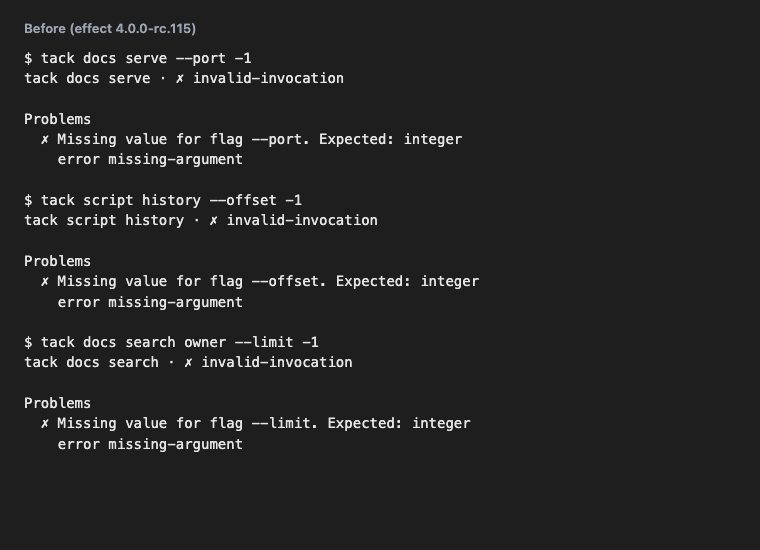 Before (effect 4.0.0-rc.115)
$ tack docs serve --port -1
tack docs serve · ✗ invalid-invocation
Problems
✗ Missing value for flag --port. Expected: integer
error missing-argument
$ tack script history --offset -1
tack script history · ✗ invalid-invocation
Problems
✗ Missing value for flag --offset. Expected: integer
error missing-argument
$ tack docs search owner --limit -1
tack docs search · ✗ invalid-invocation
Problems
✗ Missing value for flag --limit. Expected: integer
error missing-argument